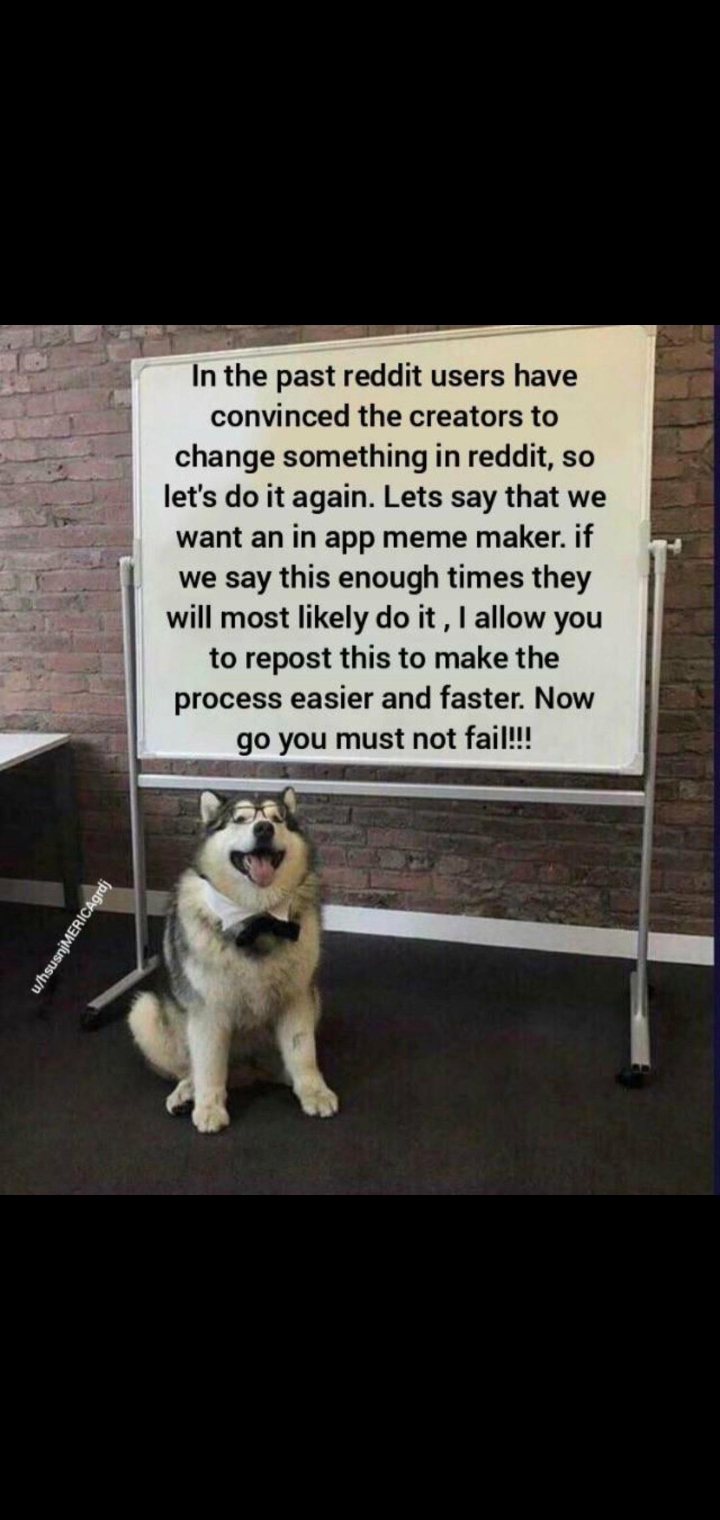 In the past reddit users have
convinced the creators to
change something in reddit, so
let's do it again. Lets say that we
want an in app meme maker. if
we say this enough times they
will most likely do it , I allow you
to repost this to make the
process easier and faster. Now
go you must not fail!!!
u/hsusnjMERICAgrdj